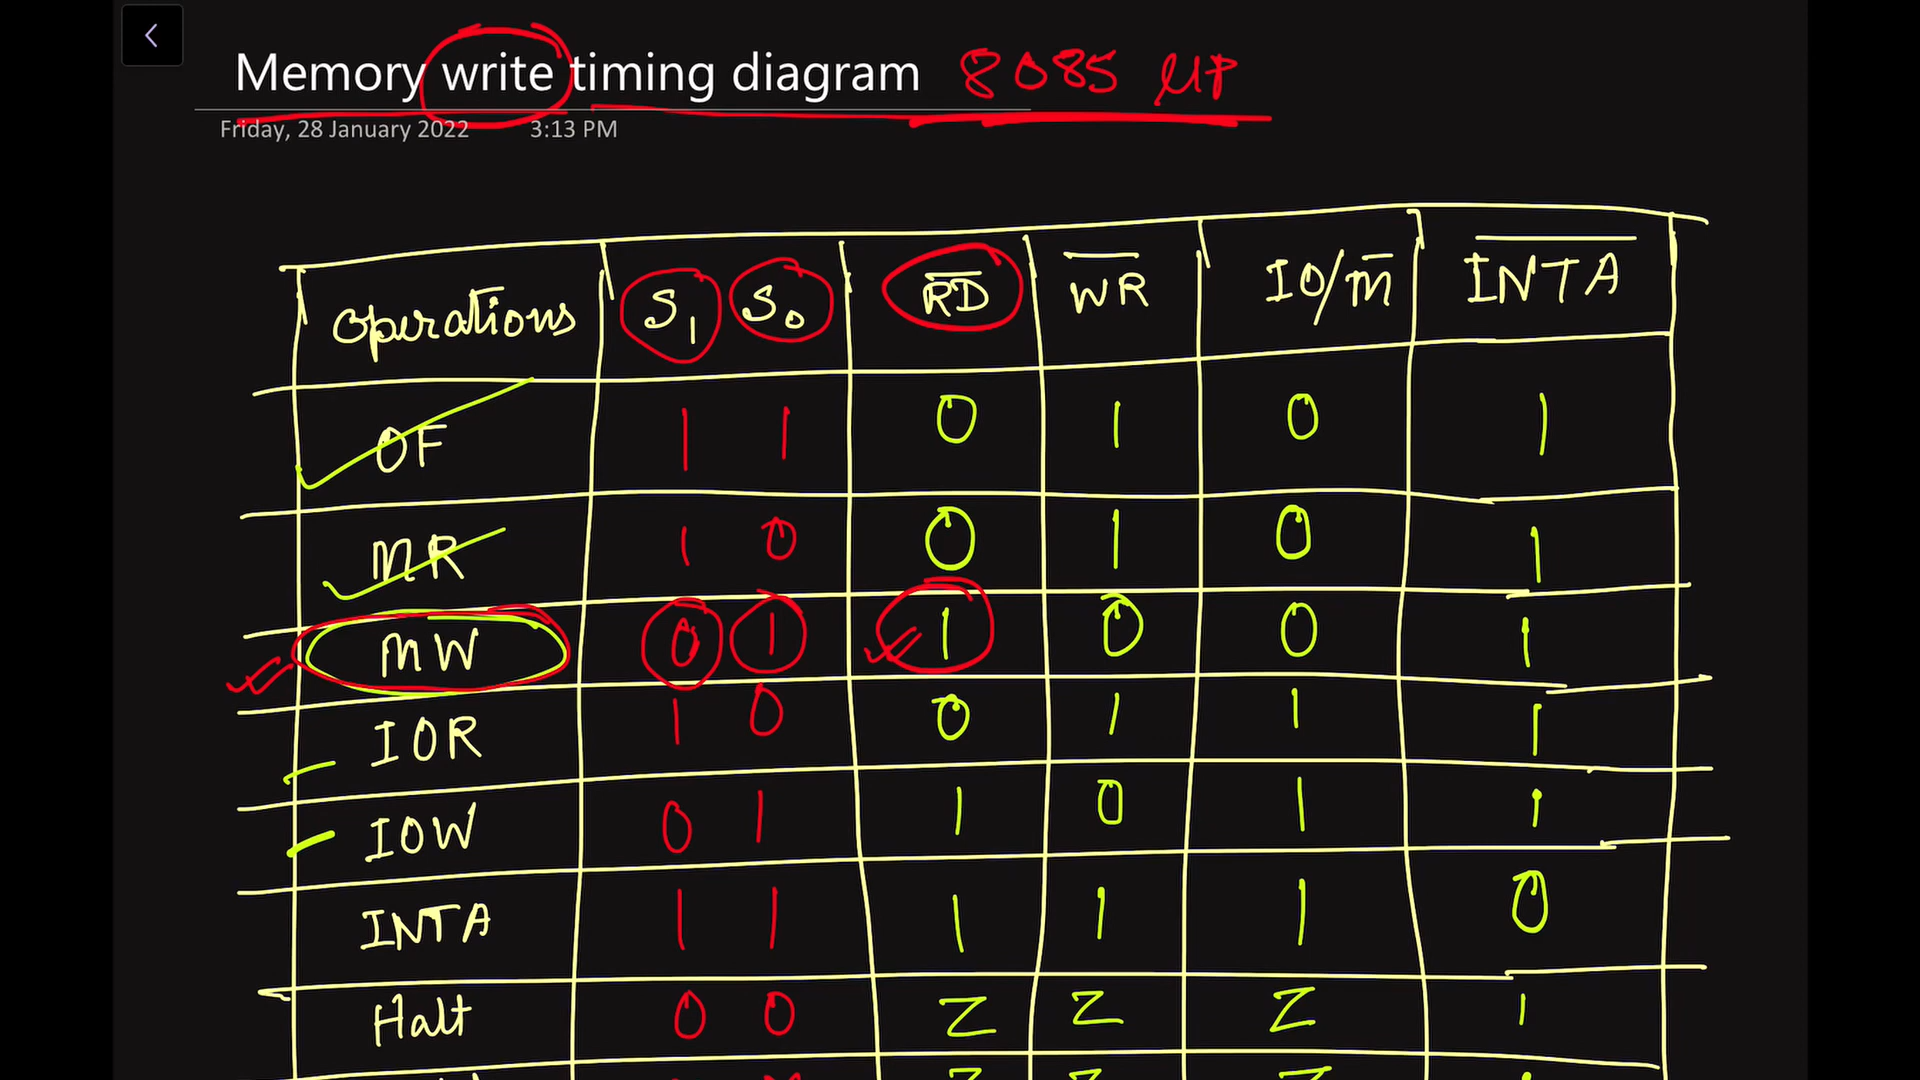 Memory write timing diagram 8085 μP
Friday, 28 January 2022 3:13 PM
Operations S1 S0 R̅D̅ W̅R̅ IO/M̅ I̅N̅T̅A̅
OF 1 1 0 1 0 1
MR 1 0 0 1 0 1
MW 0 1 1 0 0 1
IOR 1 0 0 1 1 1
IOW 0 1 1 0 1 1
INTA 1 1 1 1 1 0
Halt 0 0 Z Z Z 1